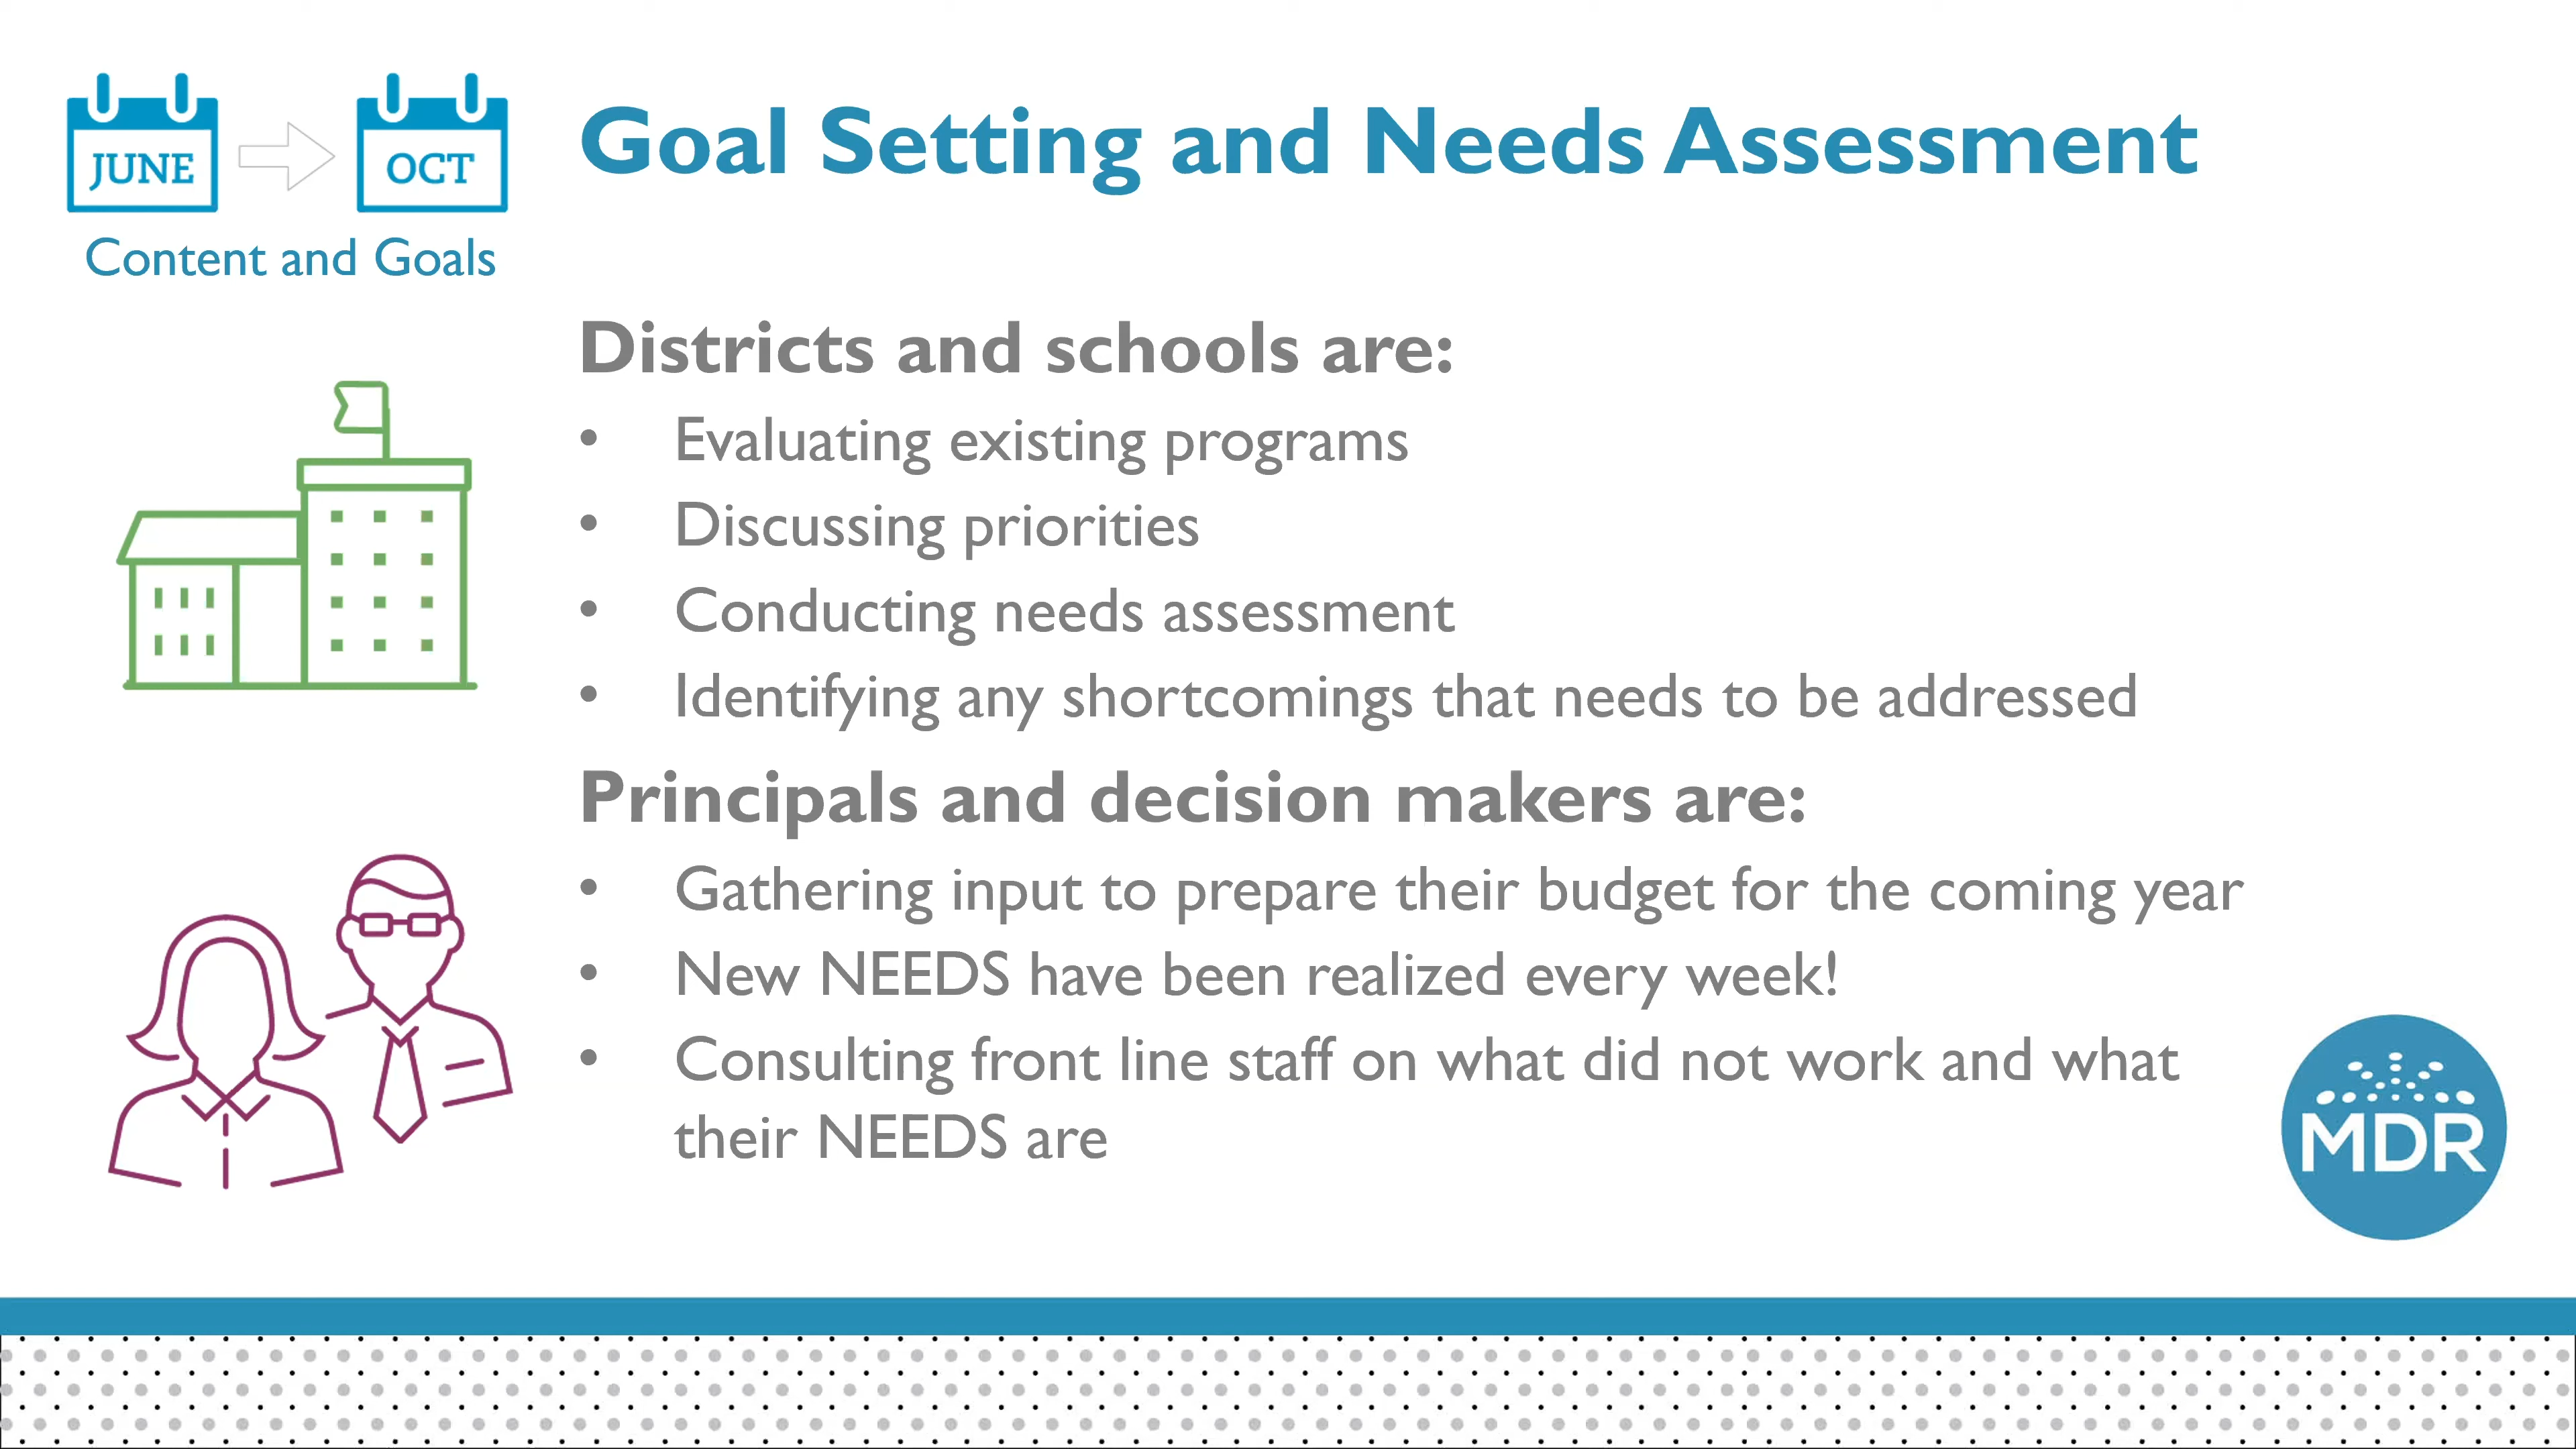 JUNE
OCT
Content and Goals
Goal Setting and Needs Assessment
Districts and schools are:
• Evaluating existing programs
• Discussing priorities
• Conducting needs assessment
• Identifying any shortcomings that needs to be addressed
Principals and decision makers are:
• Gathering input to prepare their budget for the coming year
• New NEEDS have been realized every week!
• Consulting front line staff on what did not work and what
their NEEDS are
MDR